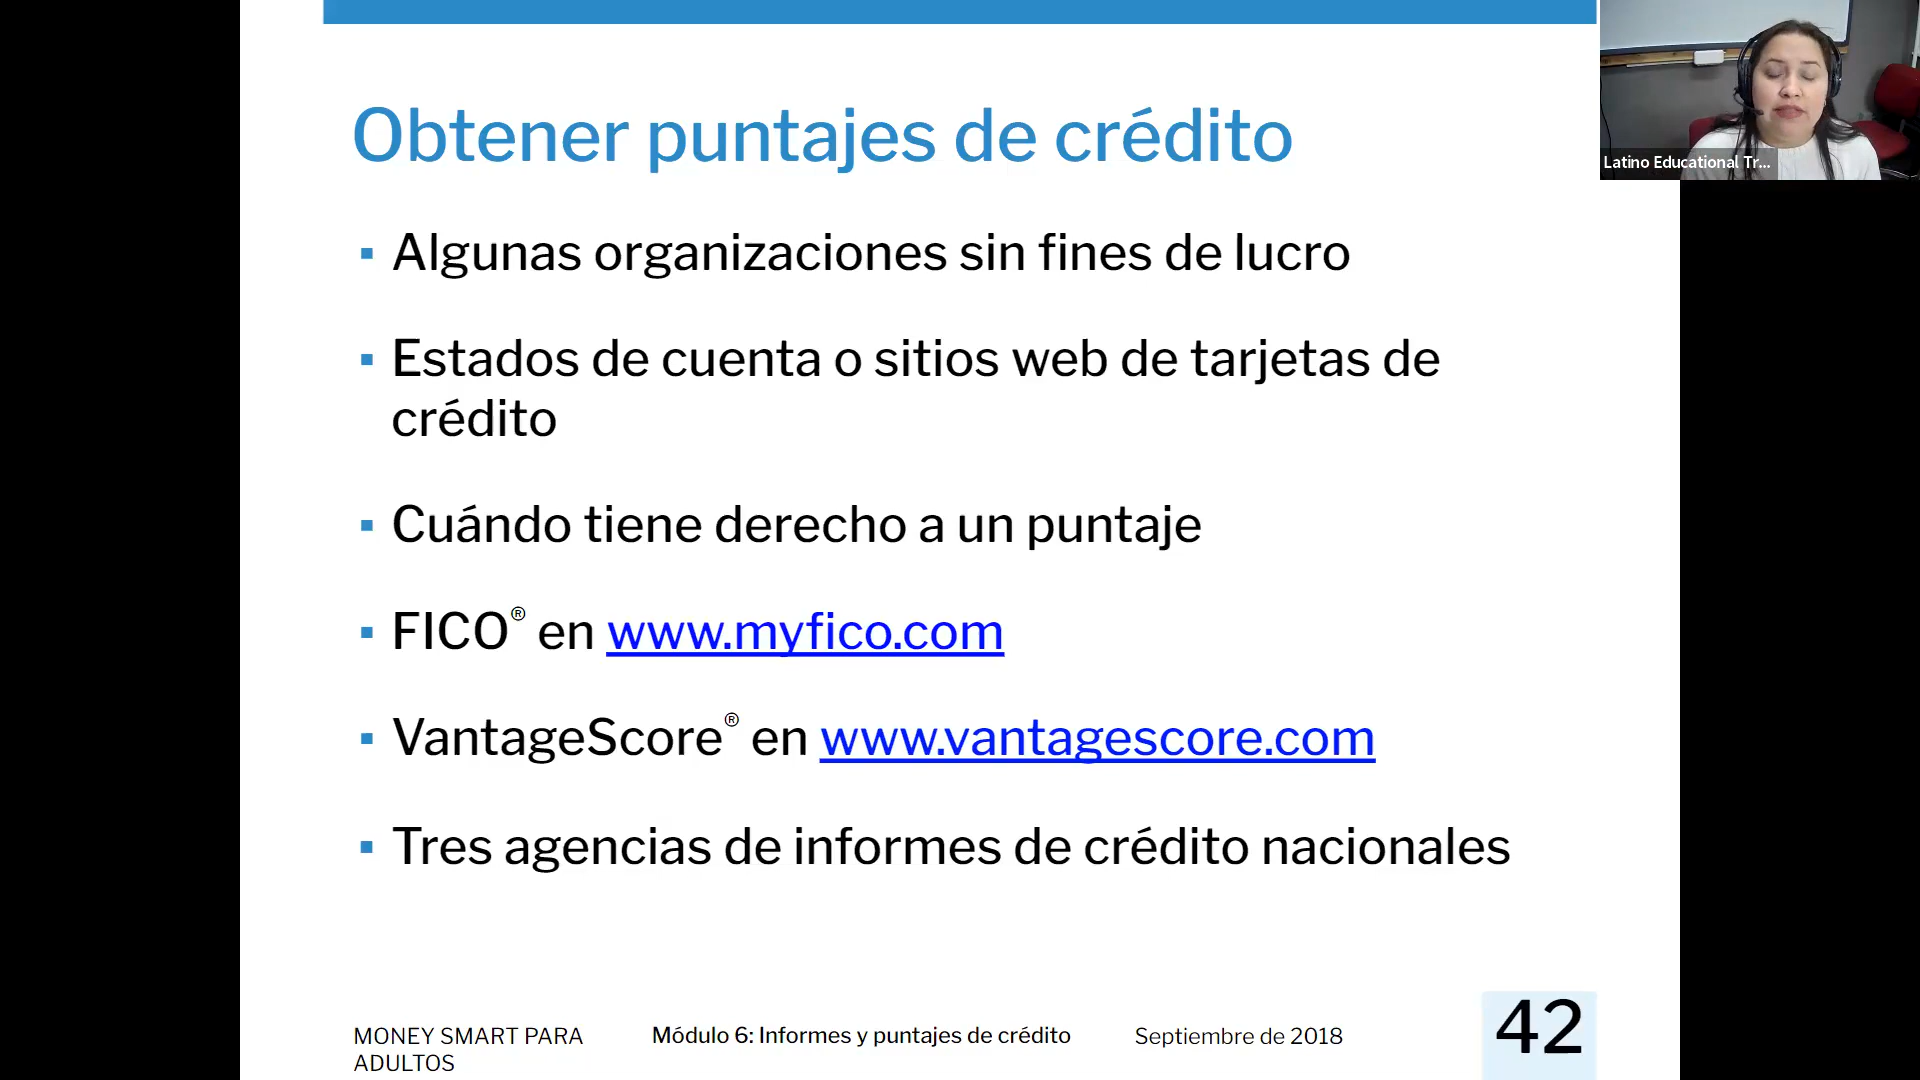 Obtener puntajes de crédito
Latino Educational Tr...
▪ Algunas organizaciones sin fines de lucro
▪ Estados de cuenta o sitios web de tarjetas de
crédito
▪ Cuándo tiene derecho a un puntaje
▪ FICO® en www.myfico.com
▪ VantageScore® en www.vantagescore.com
▪ Tres agencias de informes de crédito nacionales
MONEY SMART PARA
ADULTOS
Módulo 6: Informes y puntajes de crédito
Septiembre de 2018
42